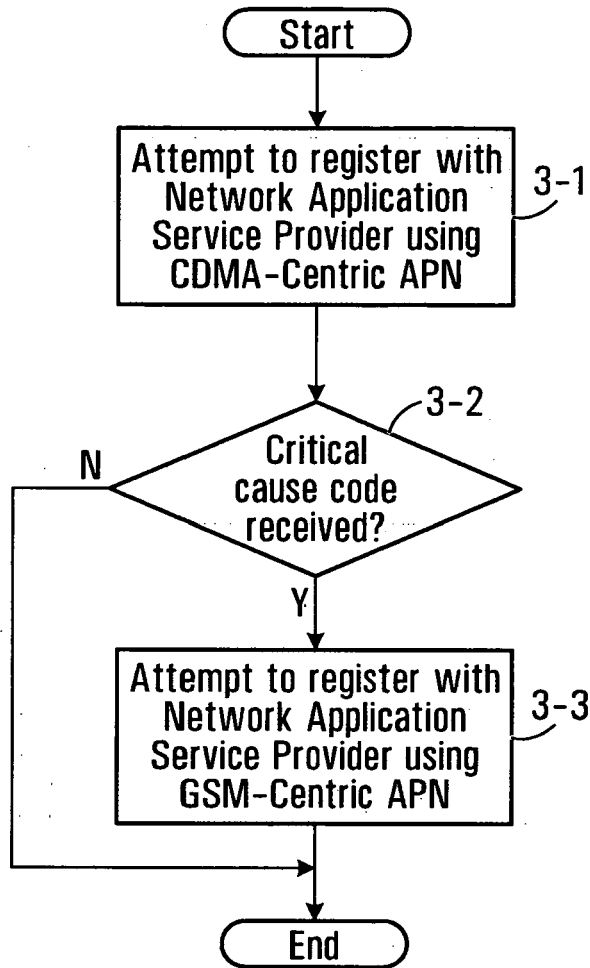 Start
Attempt to register with
Network Application
Service Provider using
CDMA-Centric APN
3-1
3-2
Critical
cause code
received?
N
Y
Attempt to register with
Network Application
Service Provider using
GSM-Centric APN
3-3
End